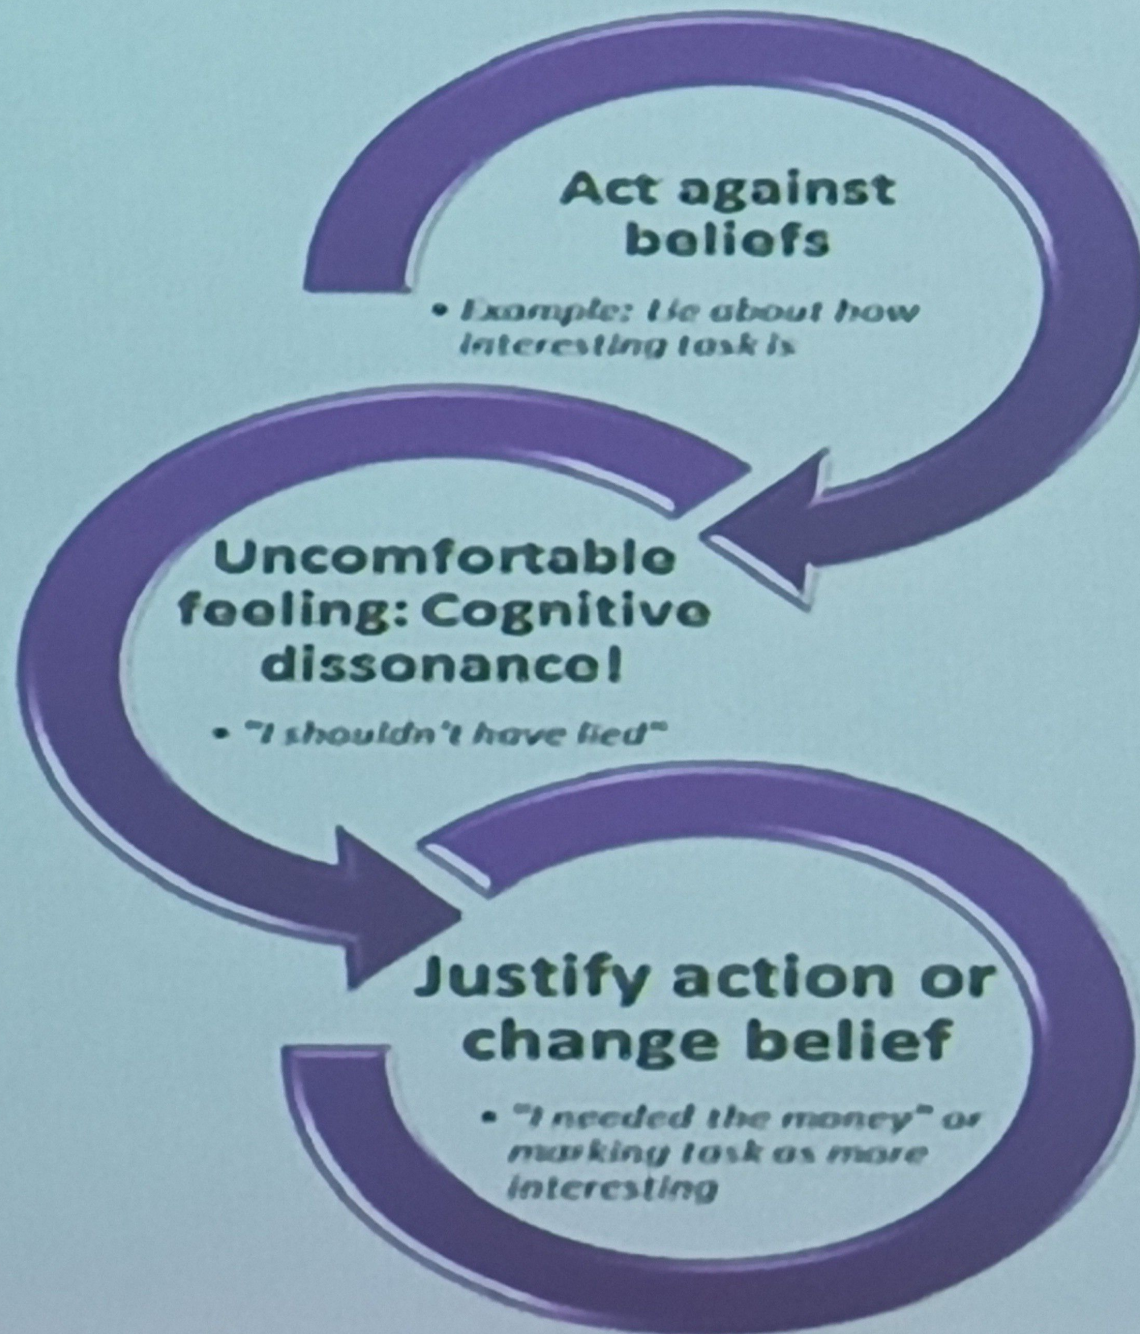 Act against
beliefs
• Example: Lie about how
interesting task is
Uncomfortable
feeling: Cognitive
dissonance!
• "I shouldn't have lied"
Justify action or
change belief
• "I needed the money" or
marking task as more
interesting